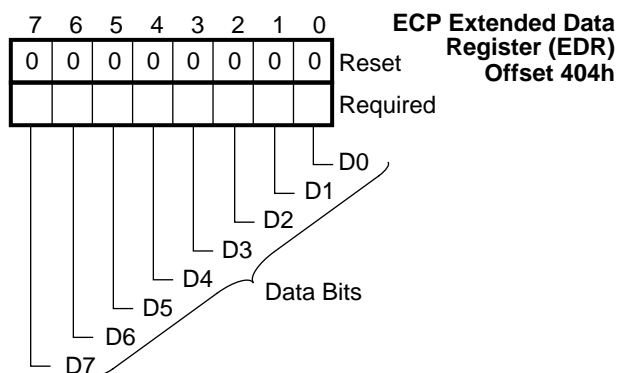 ECP Extended Data
Register (EDR)
Offset 404h
7 6 5 4 3 2 1 0
0 0 0 0 0 0 0 0 Reset
Required
D0
D1
D2
D3
D4
D5
D6
D7
Data Bits